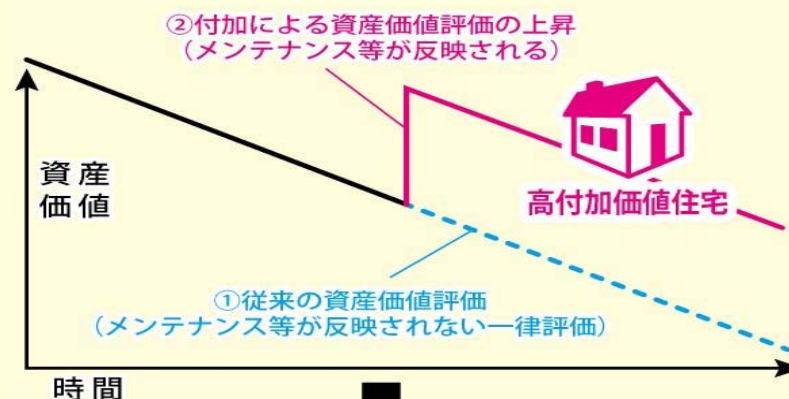 ②付加による資産価値評価の上昇
（メンテナンス等が反映される）
資産
価値
高付加価値住宅
①従来の資産価値評価
（メンテナンス等が反映されない一律評価）
時間